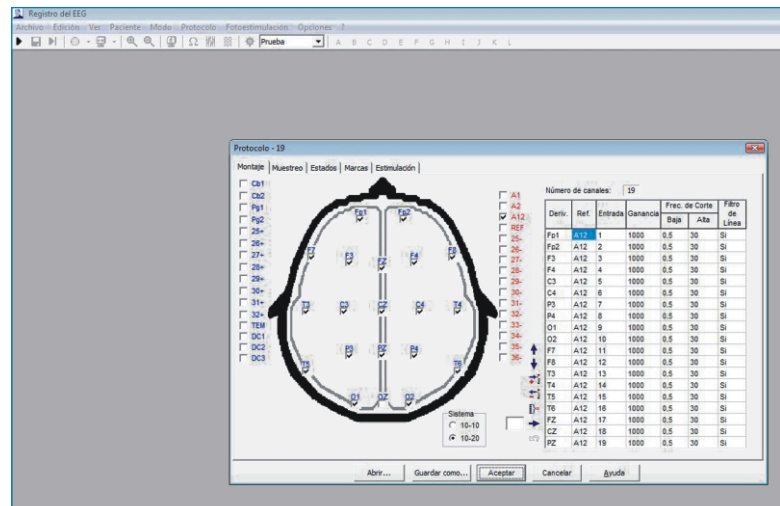 Registro del EEG
Archivo Edición Ver Paciente Modo Protocolo Fotoestimulación Opciones ?
Prueba A B C D E F G H I J K L
Protocolo - 19
Montaje Muestreo Estados Marcas Estimulación
Cb1
Cb2
Pg1
Pg2
25+
26+
27+
28+
29+
30+
31+
32+
TEM
DC1
DC2
DC3
Fp1 Fp2
F7 F3 FZ F4 F8
T3 C3 CZ C4 T4
T5 P3 PZ P4 T6
O1 OZ O2
A1
A2
A12
REF
25-
26-
27-
28-
29-
30-
31-
32-
33-
34-
35-
36-
Sistema
10-10
10-20
Número de canales: 19
Deriv. Ref. Entrada Ganancia Frec. de Corte Baja Alta Filtro de Línea
Fp1 A12 1 1000 0.5 30 Si
Fp2 A12 2 1000 0.5 30 Si
F3 A12 3 1000 0.5 30 Si
F4 A12 4 1000 0.5 30 Si
C3 A12 5 1000 0.5 30 Si
C4 A12 6 1000 0.5 30 Si
P3 A12 7 1000 0.5 30 Si
P4 A12 8 1000 0.5 30 Si
O1 A12 9 1000 0.5 30 Si
O2 A12 10 1000 0.5 30 Si
F7 A12 11 1000 0.5 30 Si
F8 A12 12 1000 0.5 30 Si
T3 A12 13 1000 0.5 30 Si
T4 A12 14 1000 0.5 30 Si
T5 A12 15 1000 0.5 30 Si
T6 A12 16 1000 0.5 30 Si
FZ A12 17 1000 0.5 30 Si
CZ A12 18 1000 0.5 30 Si
PZ A12 19 1000 0.5 30 Si
Abrir... Guardar como... Aceptar Cancelar Ayuda